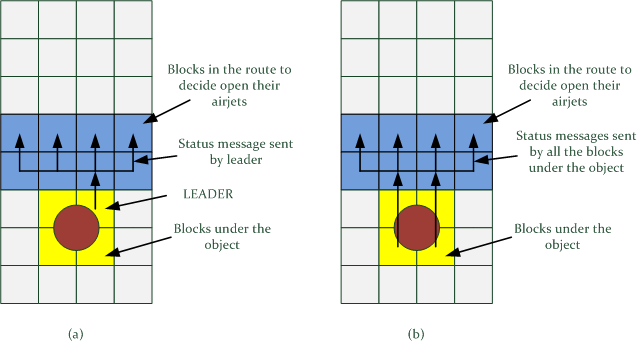 Blocks in the route to
decide open their
airjets
Status message sent
by leader
LEADER
Blocks under the
object
(a)
Blocks in the route to
decide open their
airjets
Status messages sent
by all the blocks
under the object
Blocks under the
object
(b)